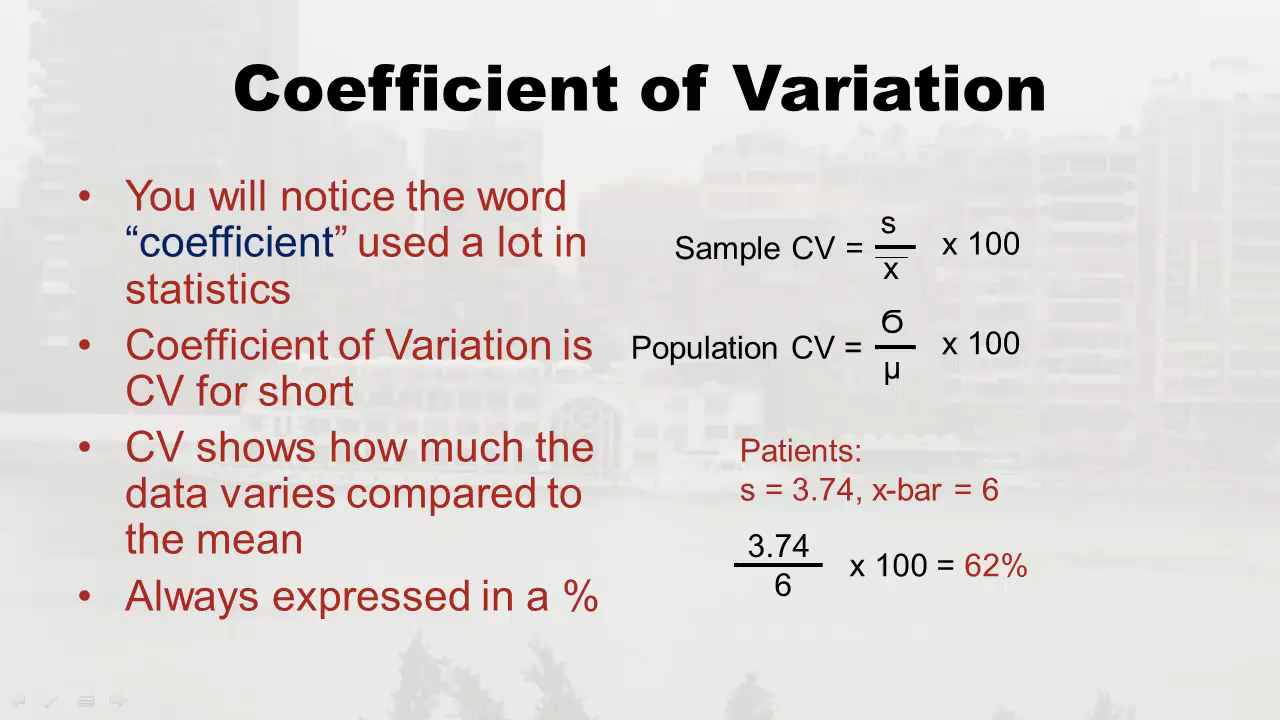 Coefficient of Variation
• You will notice the word
“coefficient” used a lot in
statistics
• Coefficient of Variation is
CV for short
• CV shows how much the
data varies compared to
the mean
• Always expressed in a %
s
Sample CV = x 100
x̅
Ϭ
Population CV = x 100
µ
Patients:
s = 3.74, x-bar = 6
3.74
x 100 = 62%
6